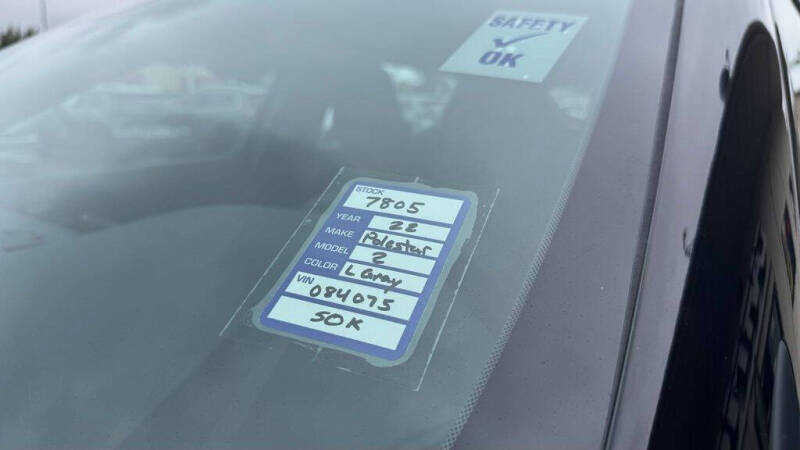 SAFETY
OK
STOCK
7805
YEAR 22
MAKE Polestar
MODEL 2
COLOR L Gray
VIN
084075
50K